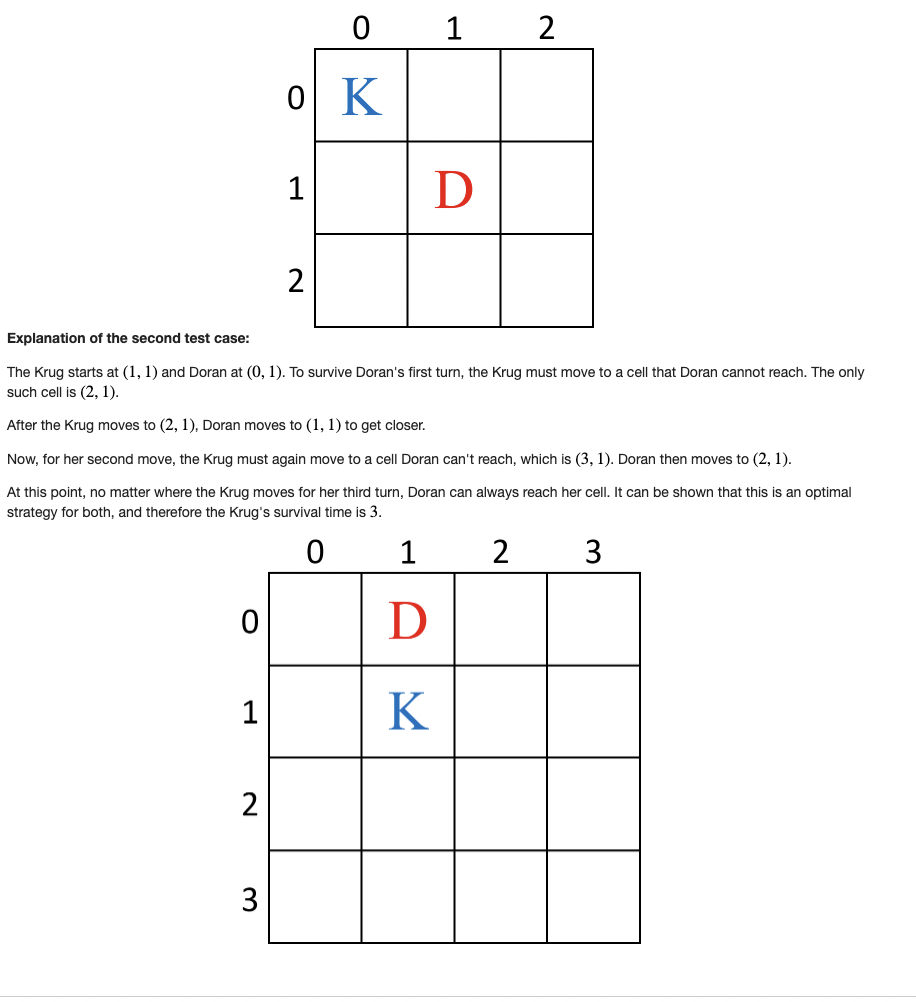 0 1 2
0 K
1 D
2
Explanation of the second test case:
The Krug starts at (1, 1) and Doran at (0, 1). To survive Doran's first turn, the Krug must move to a cell that Doran cannot reach. The only
such cell is (2, 1).
After the Krug moves to (2, 1), Doran moves to (1, 1) to get closer.
Now, for her second move, the Krug must again move to a cell Doran can't reach, which is (3, 1). Doran then moves to (2, 1).
At this point, no matter where the Krug moves for her third turn, Doran can always reach her cell. It can be shown that this is an optimal
strategy for both, and therefore the Krug's survival time is 3.
0 1 2 3
0 D
1 K
2
3